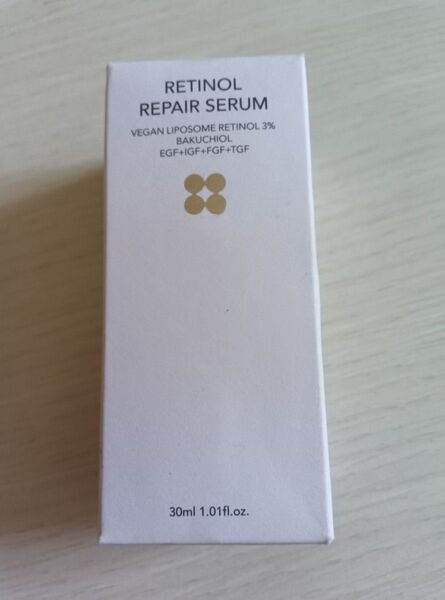 RETINOL
REPAIR SERUM
VEGAN LIPOSOME RETINOL 3%
BAKUCHIOL
EGF+IGF+FGF+TGF
30ml 1.01fl.oz.